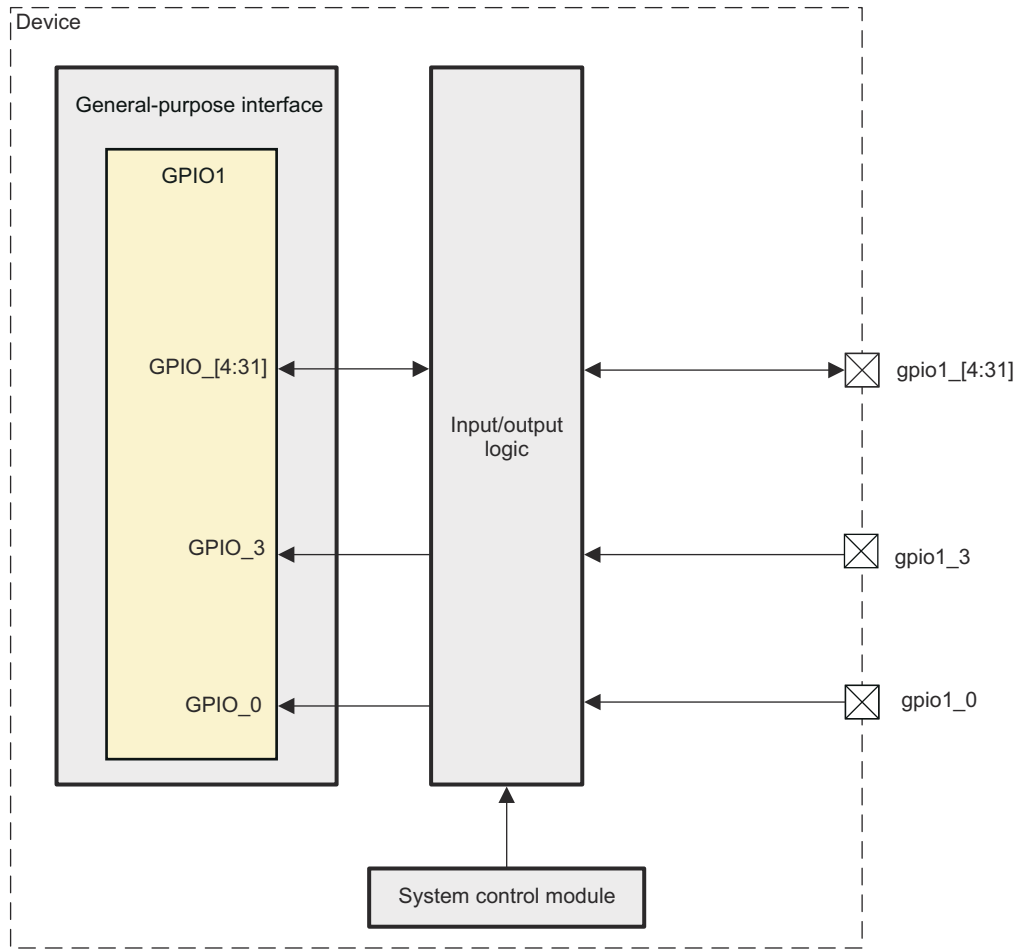 Device
General-purpose interface
GPIO1
GPIO_[4:31]
gpio1_[4:31]
Input/output
logic
GPIO_3
gpio1_3
GPIO_0
gpio1_0
System control module